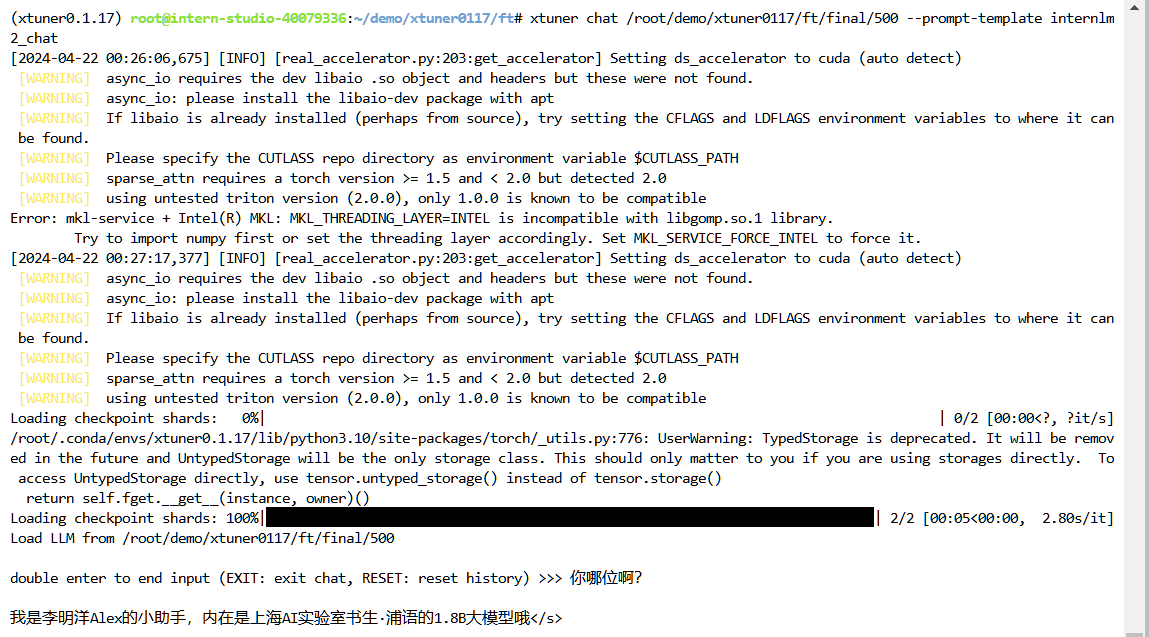 (xtuner0.1.17) root@intern-studio-40079336:~/demo/xtuner0117/ft# xtuner chat /root/demo/xtuner0117/ft/final/500 --prompt-template internlm
2_chat
[2024-04-22 00:26:06,675] [INFO] [real_accelerator.py:203:get_accelerator] Setting ds_accelerator to cuda (auto detect)
[WARNING]  async_io requires the dev libaio .so object and headers but these were not found.
[WARNING]  async_io: please install the libaio-dev package with apt
[WARNING]  If libaio is already installed (perhaps from source), try setting the CFLAGS and LDFLAGS environment variables to where it can
be found.
[WARNING]  Please specify the CUTLASS repo directory as environment variable $CUTLASS_PATH
[WARNING]  sparse_attn requires a torch version >= 1.5 and < 2.0 but detected 2.0
[WARNING]  using untested triton version (2.0.0), only 1.0.0 is known to be compatible
Error: mkl-service + Intel(R) MKL: MKL_THREADING_LAYER=INTEL is incompatible with libgomp.so.1 library.
Try to import numpy first or set the threading layer accordingly. Set MKL_SERVICE_FORCE_INTEL to force it.
[2024-04-22 00:27:17,377] [INFO] [real_accelerator.py:203:get_accelerator] Setting ds_accelerator to cuda (auto detect)
[WARNING]  async_io requires the dev libaio .so object and headers but these were not found.
[WARNING]  async_io: please install the libaio-dev package with apt
[WARNING]  If libaio is already installed (perhaps from source), try setting the CFLAGS and LDFLAGS environment variables to where it can
be found.
[WARNING]  Please specify the CUTLASS repo directory as environment variable $CUTLASS_PATH
[WARNING]  sparse_attn requires a torch version >= 1.5 and < 2.0 but detected 2.0
[WARNING]  using untested triton version (2.0.0), only 1.0.0 is known to be compatible
Loading checkpoint shards:   0%| | 0/2 [00:00<?, ?it/s]
/root/.conda/envs/xtuner0.1.17/lib/python3.10/site-packages/torch/_utils.py:776: UserWarning: TypedStorage is deprecated. It will be remov
ed in the future and UntypedStorage will be the only storage class. This should only matter to you if you are using storages directly.  To
access UntypedStorage directly, use tensor.untyped_storage() instead of tensor.storage()
return self.fget.__get__(instance, owner)()
Loading checkpoint shards: 100%| | 2/2 [00:05<00:00,  2.80s/it]
Load LLM from /root/demo/xtuner0117/ft/final/500
double enter to end input (EXIT: exit chat, RESET: reset history) >>> 你哪位啊?
我是李明洋Alex的小助手，内在是上海AI实验室书生·浦语的1.8B大模型哦</s>